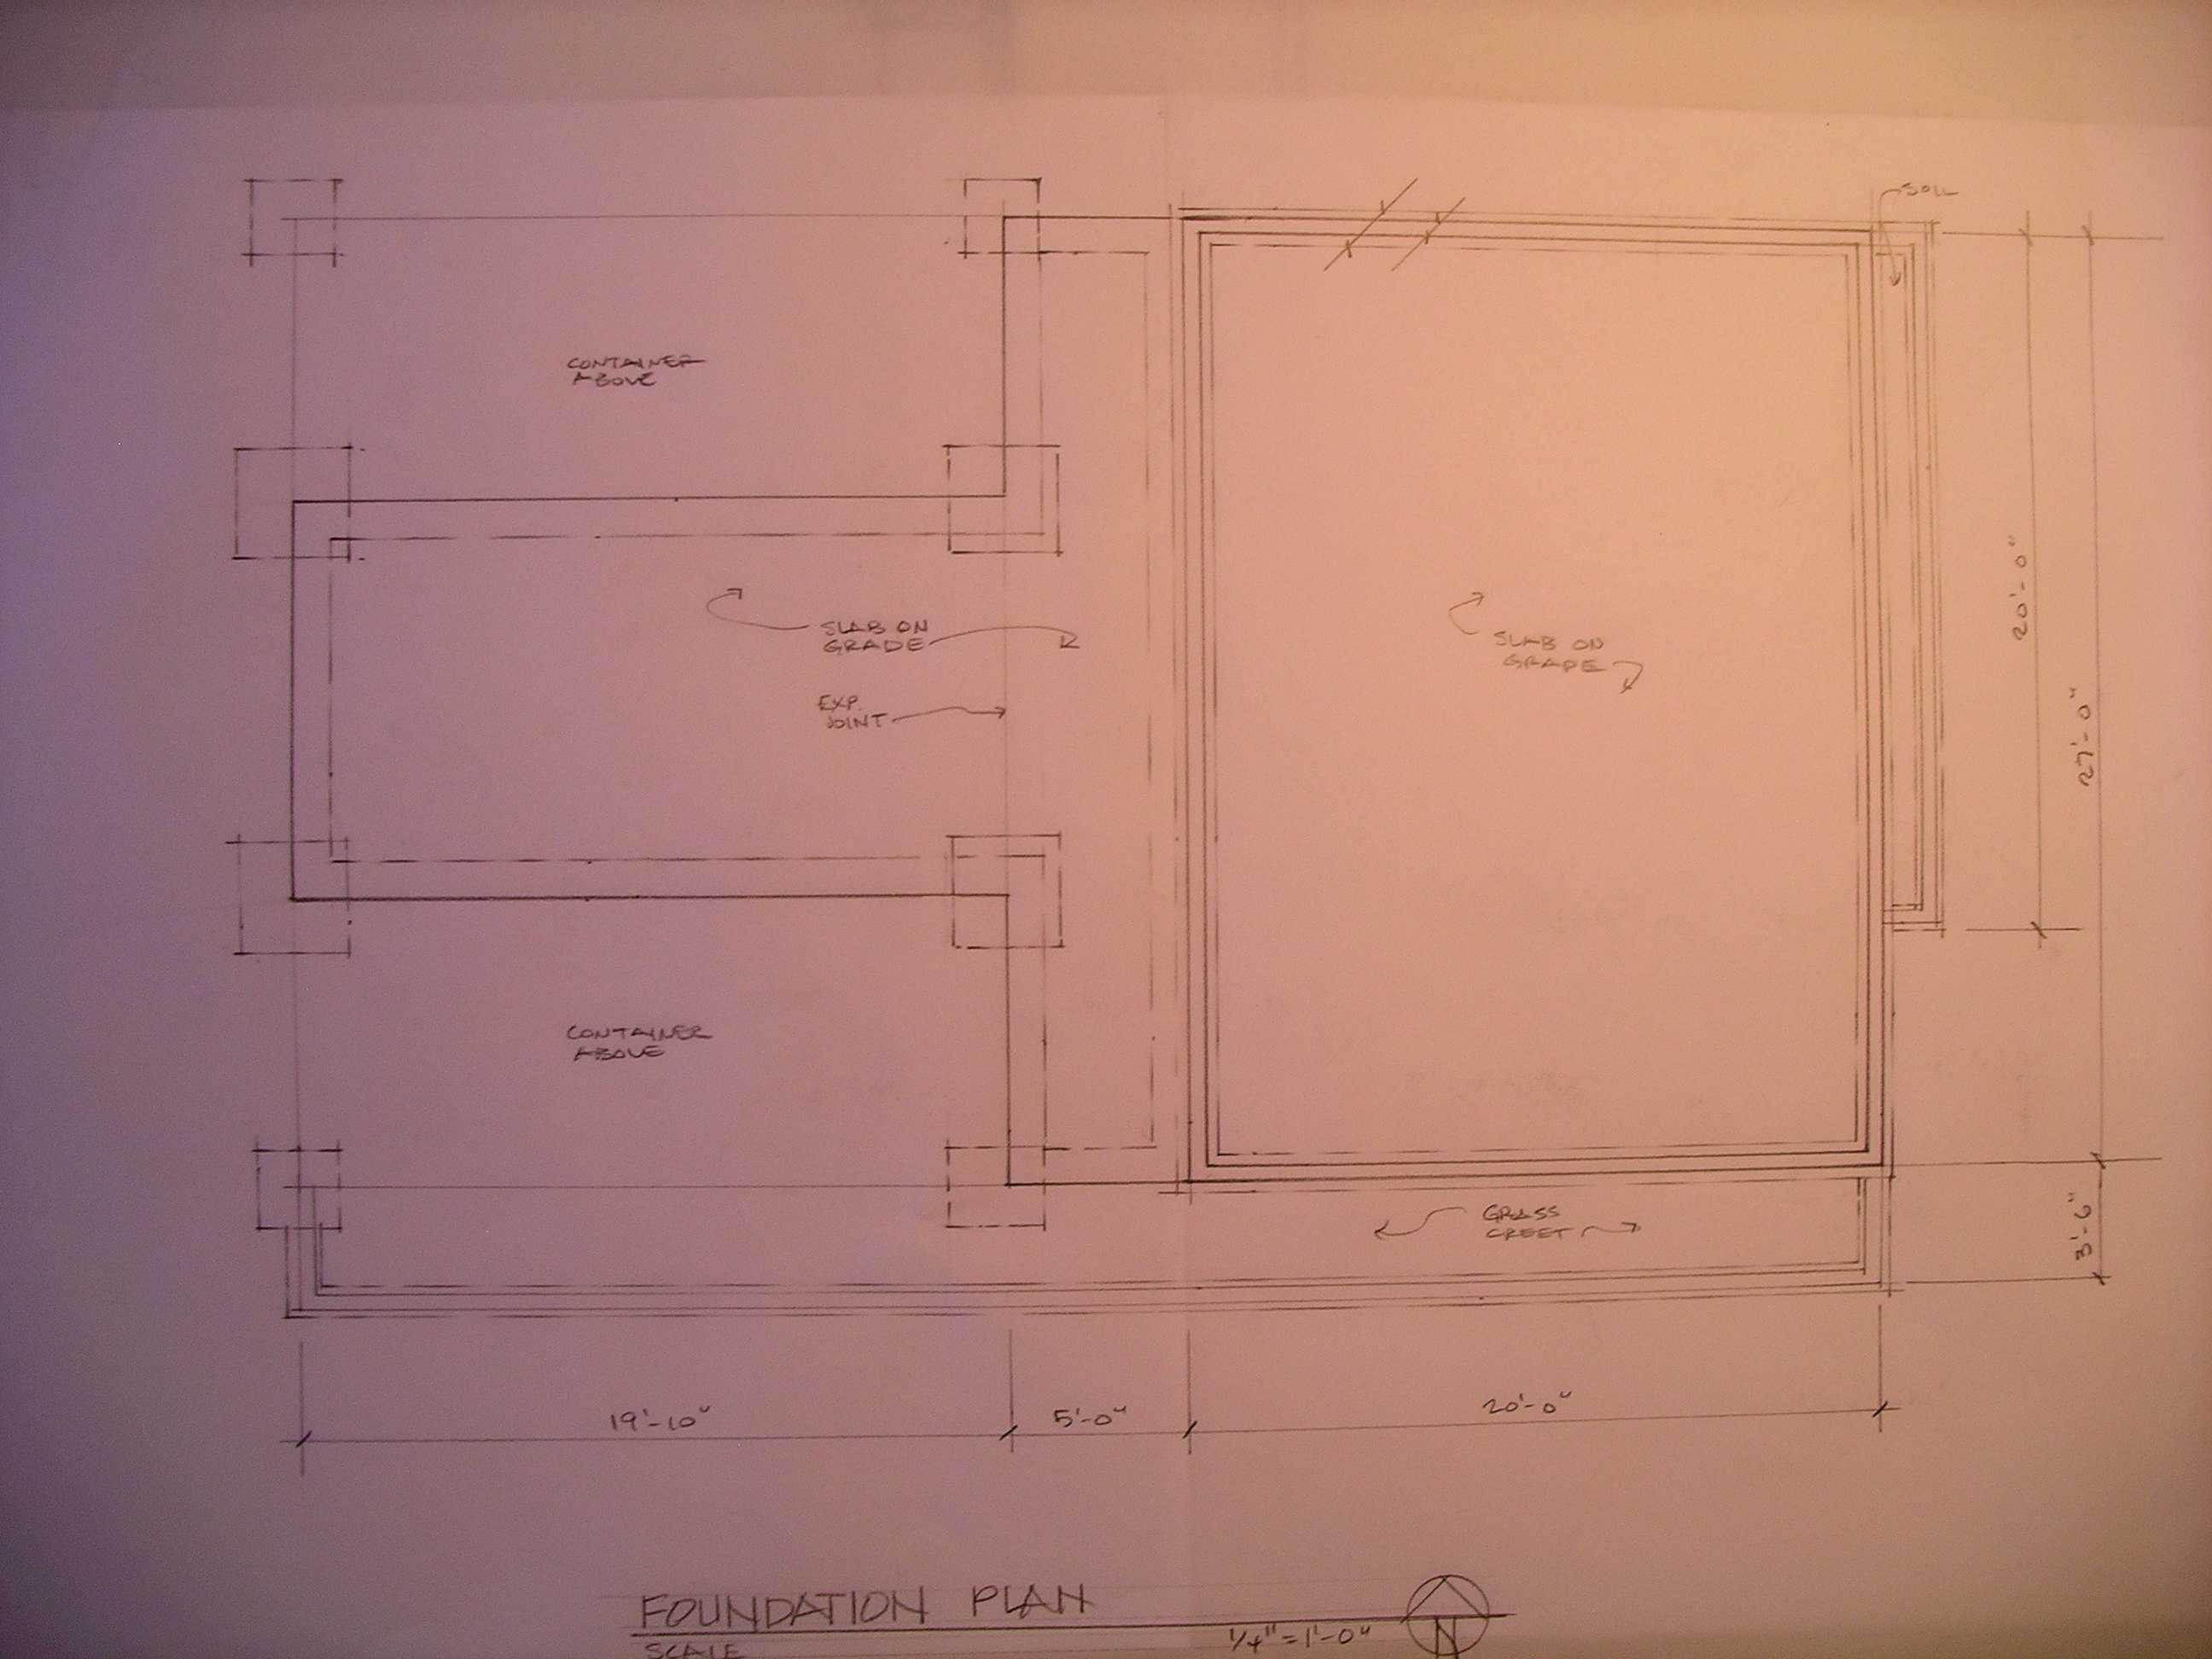 SOIL
CONTAINER
ABOVE
SLAB ON
GRADE
EXP.
JOINT
SLAB ON
GRADE
20'-0"
27'-0"
CONTAINER
ABOVE
GRASS
CREET
3'-6"
19'-10"
5'-0"
20'-0"
FOUNDATION PLAN
SCALE
1/4"=1'-0"
N